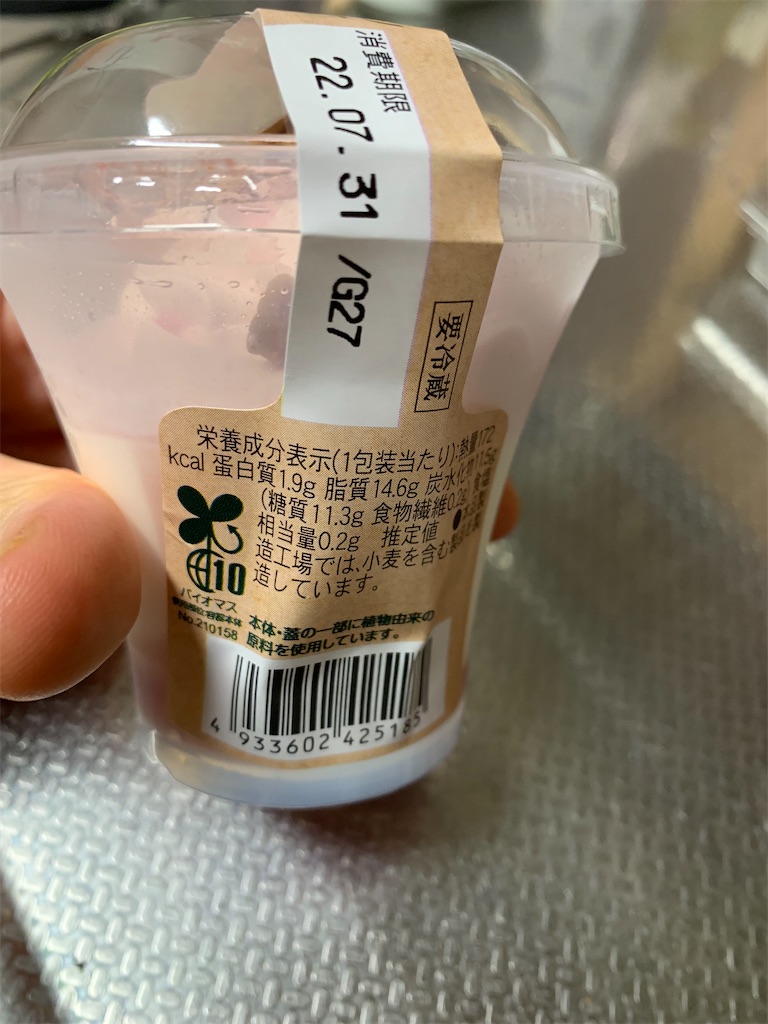 消費期限
22.07.31 /G27
要冷蔵
栄養成分表示(1包装当たり):熱量172
kcal 蛋白質1.9g 脂質14.6g 炭水化物11.5g
(糖質11.3g 食物繊維0.2g) 食塩
相当量0.2g 推定値 ●本品製
造工場では、小麦を含む製品を製
造しています。
10
バイオマス
No.210158
本体・蓋の一部に植物由来の
原料を使用しています。
4 933602 425185